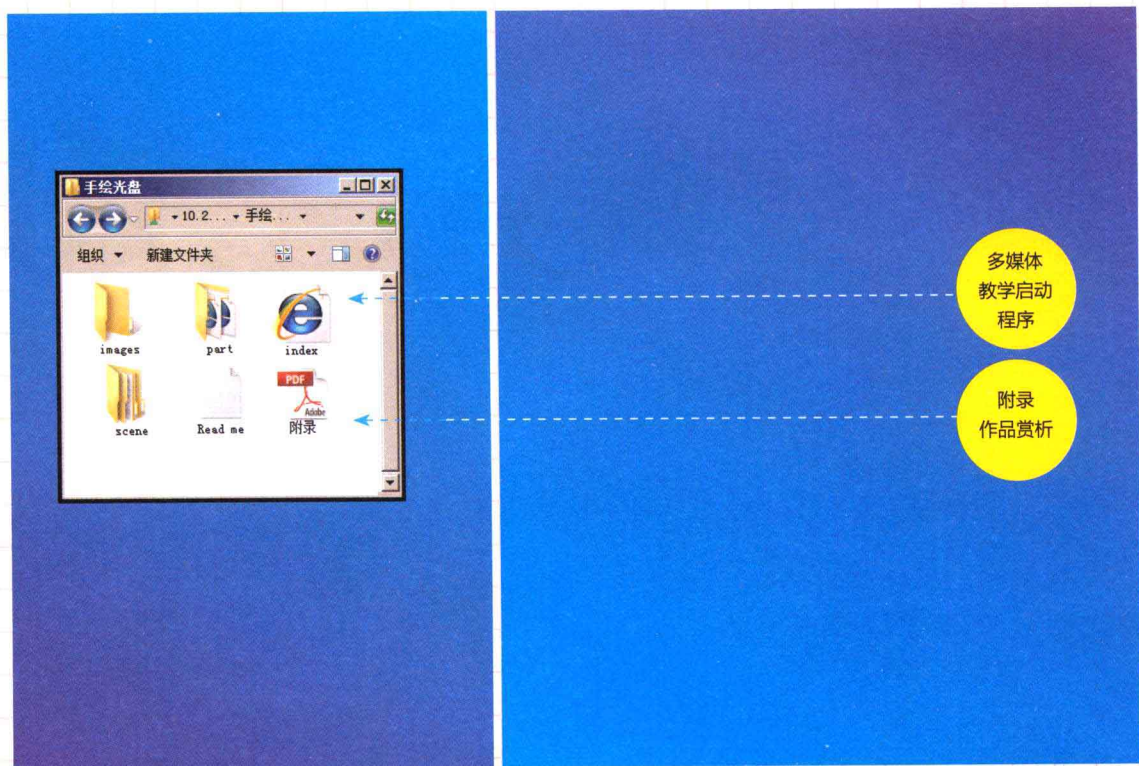 手绘光盘
10.2... 手绘...
组织 新建文件夹
images part index
PDF
Adobe
scene Read me 附录
多媒体
教学启动
程序
附录
作品赏析